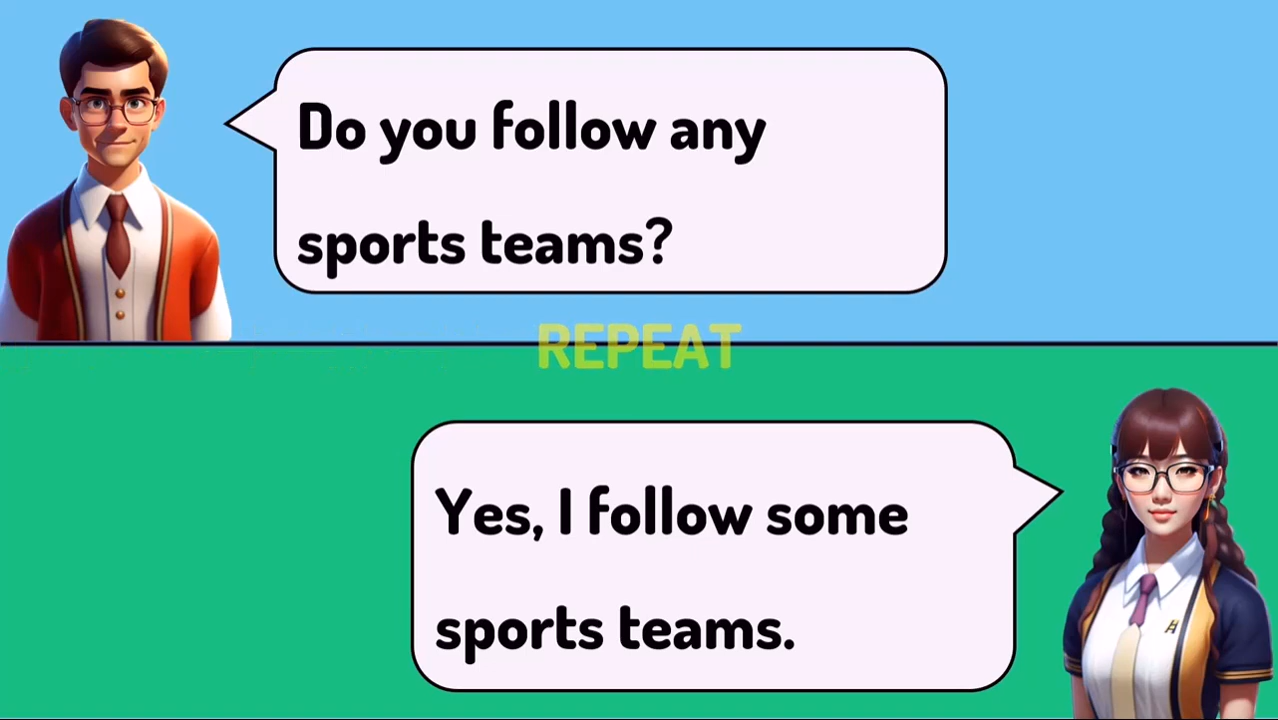 Do you follow any
sports teams?
REPEAT
Yes, I follow some
sports teams.